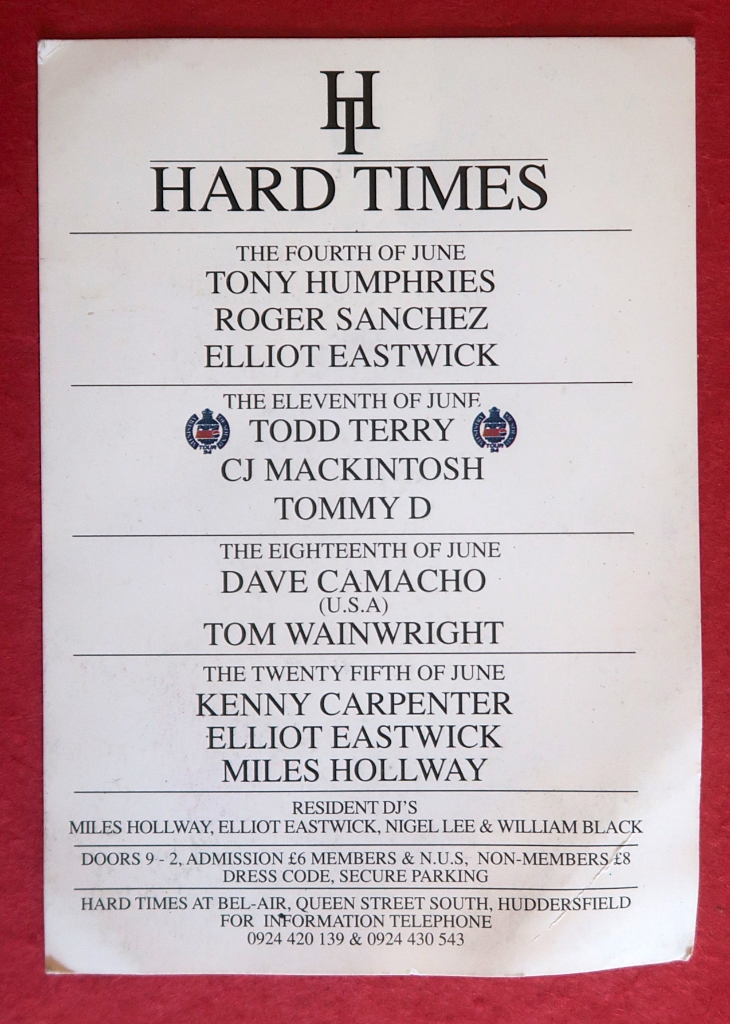 HT
HARD TIMES
THE FOURTH OF JUNE
TONY HUMPHRIES
ROGER SANCHEZ
ELLIOT EASTWICK
THE ELEVENTH OF JUNE
TODD TERRY
CJ MACKINTOSH
TOMMY D
THE EIGHTEENTH OF JUNE
DAVE CAMACHO
(U.S.A)
TOM WAINWRIGHT
THE TWENTY FIFTH OF JUNE
KENNY CARPENTER
ELLIOT EASTWICK
MILES HOLLWAY
RESIDENT DJ'S
MILES HOLLWAY, ELLIOT EASTWICK, NIGEL LEE & WILLIAM BLACK
DOORS 9 - 2, ADMISSION £6 MEMBERS & N.U.S, NON-MEMBERS £8
DRESS CODE, SECURE PARKING
HARD TIMES AT BEL-AIR, QUEEN STREET SOUTH, HUDDERSFIELD
FOR INFORMATION TELEPHONE
0924 420 139 & 0924 430 543